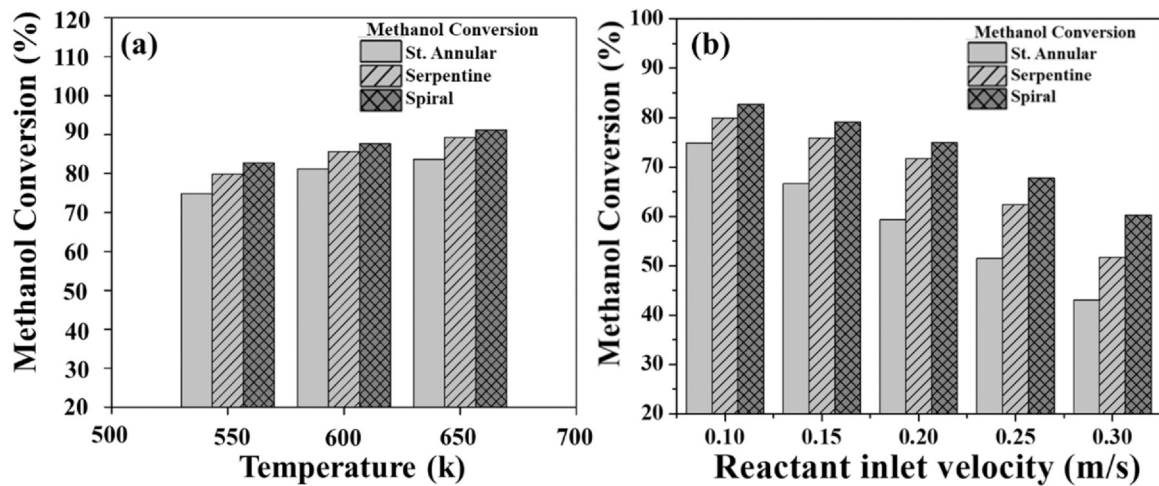 (a)
Methanol Conversion
St. Annular
Serpentine
Spiral
Methanol Conversion (%)
120
110
100
90
80
70
60
50
40
30
20
500
550
600
650
700
Temperature (k)
(b)
Methanol Conversion
St. Annular
Serpentine
Spiral
Methanol Conversion (%)
100
90
80
70
60
50
40
30
20
0.10
0.15
0.20
0.25
0.30
Reactant inlet velocity (m/s)